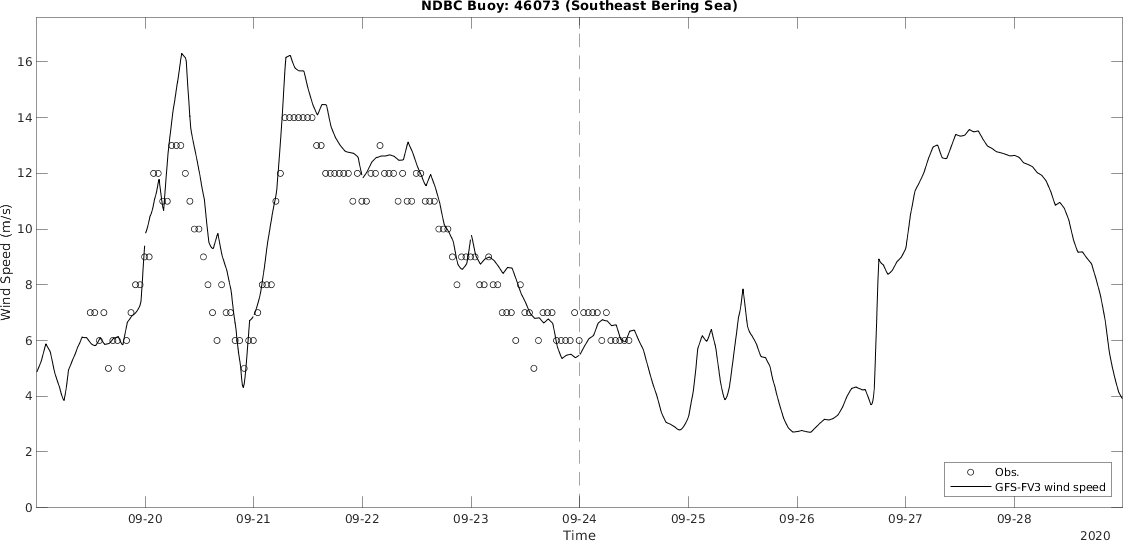 NDBC Buoy: 46073 (Southeast Bering Sea)
Wind Speed (m/s)
16
14
12
10
8
6
4
2
0
Obs.
GFS-FV3 wind speed
09-20 09-21 09-22 09-23 09-24 09-25 09-26 09-27 09-28
Time
2020